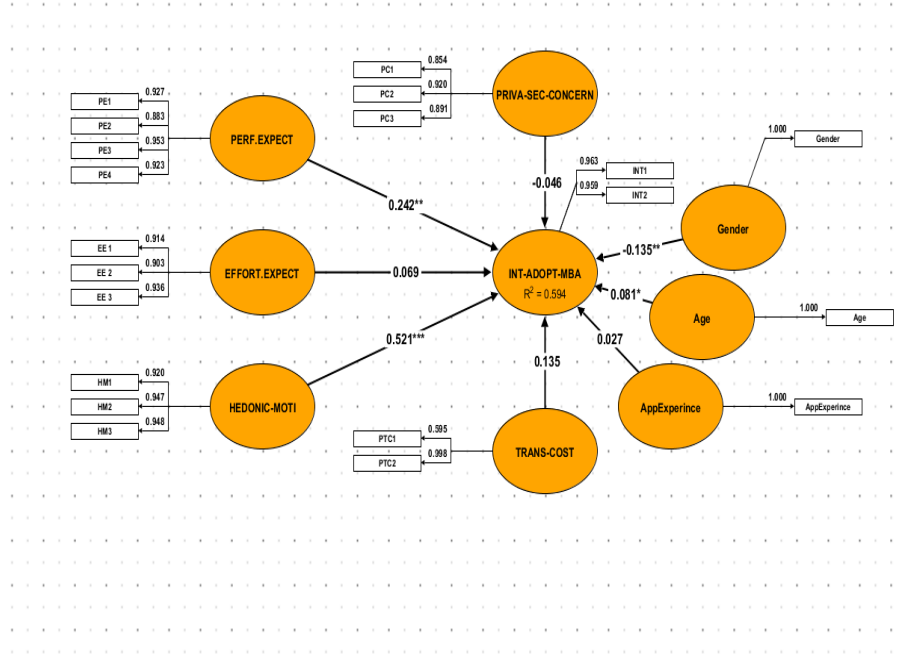 0.854
PC1
0.920
PC2
0.891
PC3
PRIVA-SEC-CONCERN
0.927
PE1
0.883
PE2
0.953
PE3
0.923
PE4
PERF.EXPECT
1.000
Gender
0.963
INT1
0.959
INT2
-0.046
0.242**
Gender
-0.135**
0.914
EE 1
0.903
EE 2
0.936
EE 3
EFFORT.EXPECT
0.069
INT-ADOPT-MBA
R2 = 0.594
0.081*
Age
1.000
Age
0.521***
0.027
0.135
0.920
HM1
0.947
HM2
0.948
HM3
HEDONIC-MOTI
AppExperince
1.000
AppExperince
0.595
PTC1
0.998
PTC2
TRANS-COST